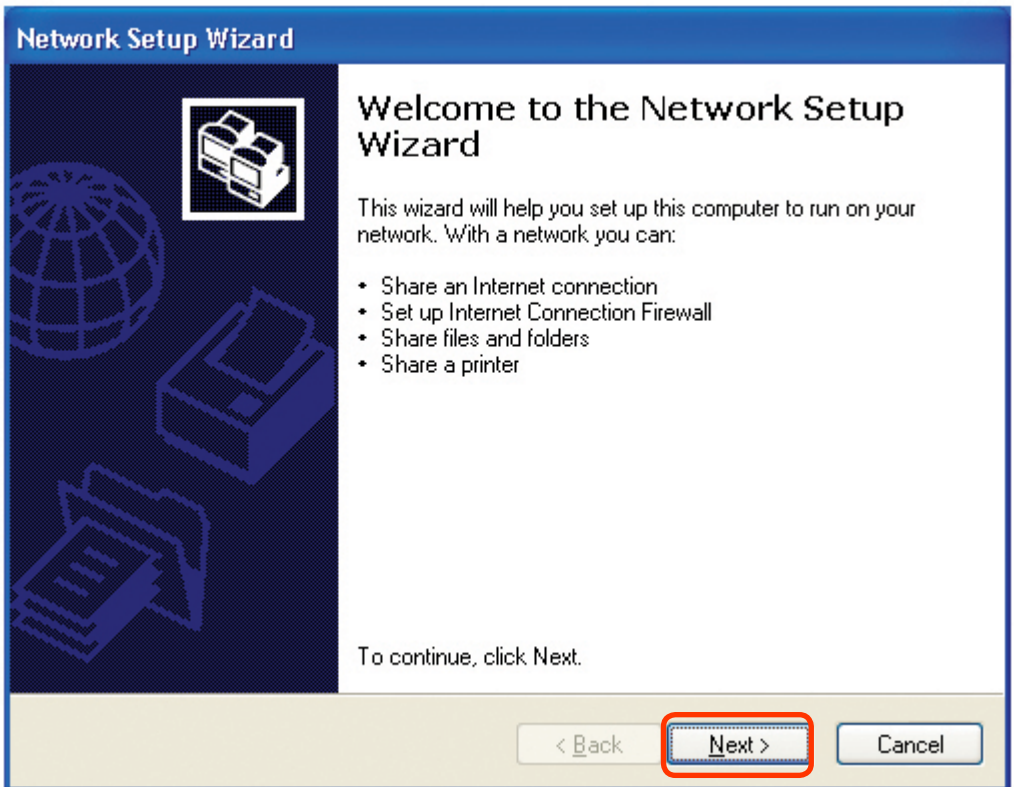 Network Setup Wizard
Welcome to the Network Setup
Wizard
This wizard will help you set up this computer to run on your
network. With a network you can:
• Share an Internet connection
• Set up Internet Connection Firewall
• Share files and folders
• Share a printer
To continue, click Next.
< Back Next > Cancel